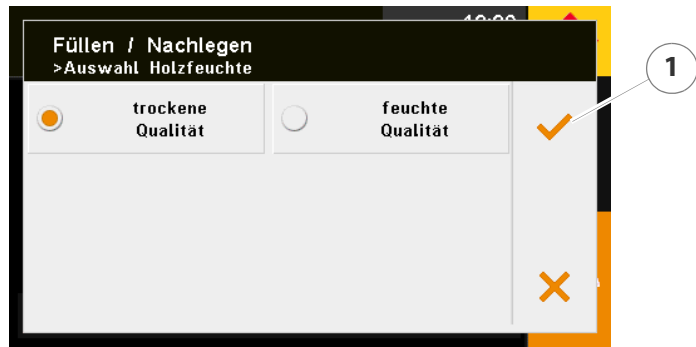 Füllen / Nachlegen
>Auswahl Holzfeuchte
trockene
Qualität
feuchte
Qualität
1